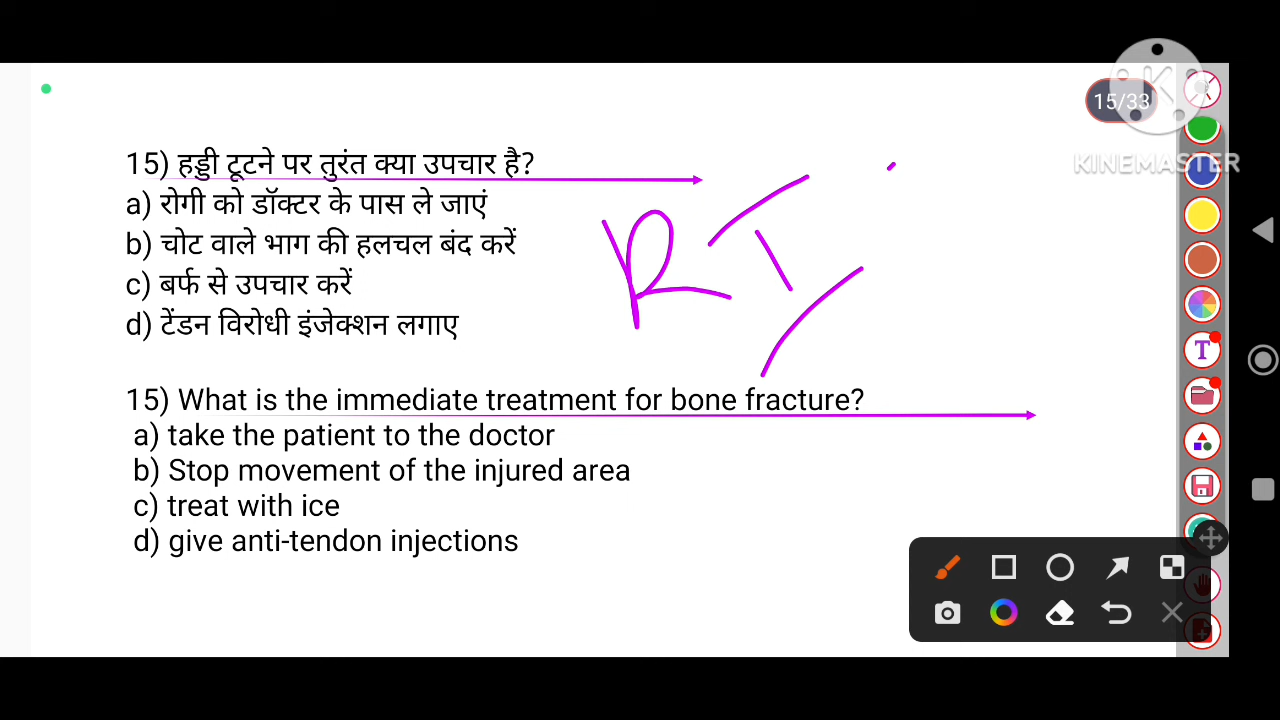 15/33
KINEMASTER
15) हड्डी टूटने पर तुरंत क्या उपचार है?
a) रोगी को डॉक्टर के पास ले जाएं
b) चोट वाले भाग की हलचल बंद करें
c) बर्फ से उपचार करें
d) टेंडन विरोधी इंजेक्शन लगाए
R I
15) What is the immediate treatment for bone fracture?
a) take the patient to the doctor
b) Stop movement of the injured area
c) treat with ice
d) give anti-tendon injections
T